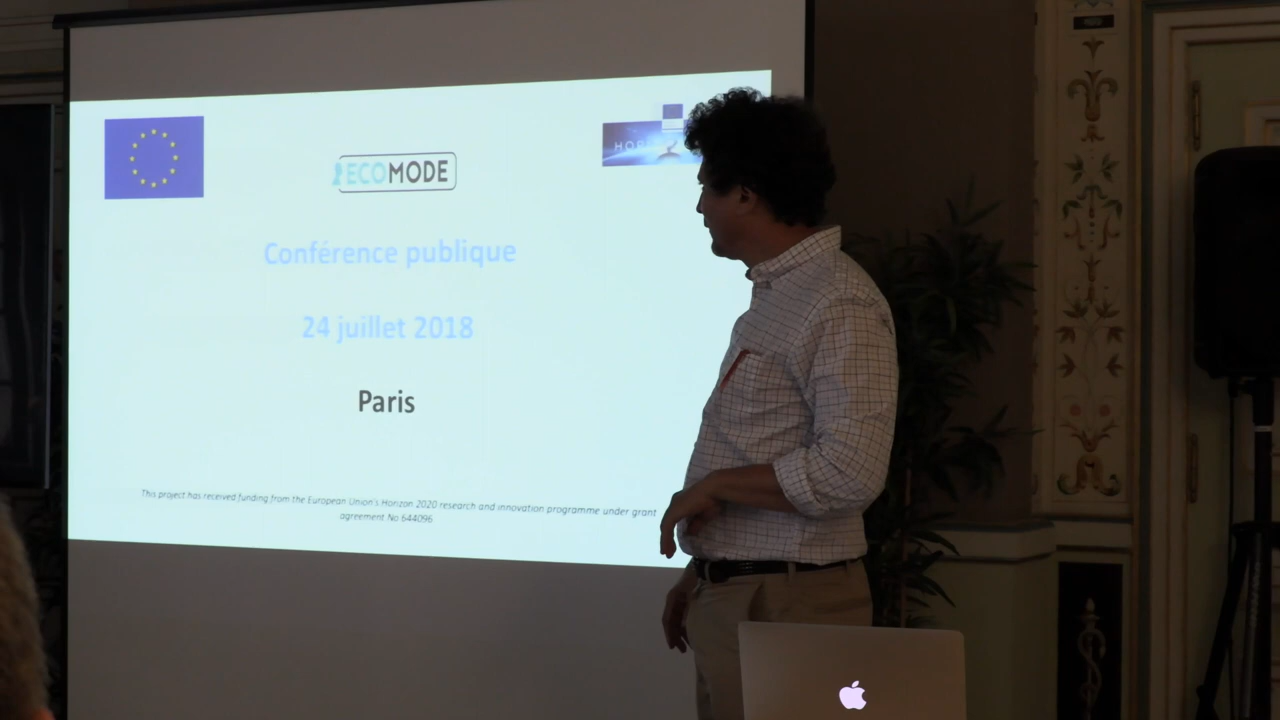 ECOMODE
Conférence publique
24 juillet 2018
Paris
This project has received funding from the European Union's Horizon 2020 research and innovation programme under grant
agreement No 644096